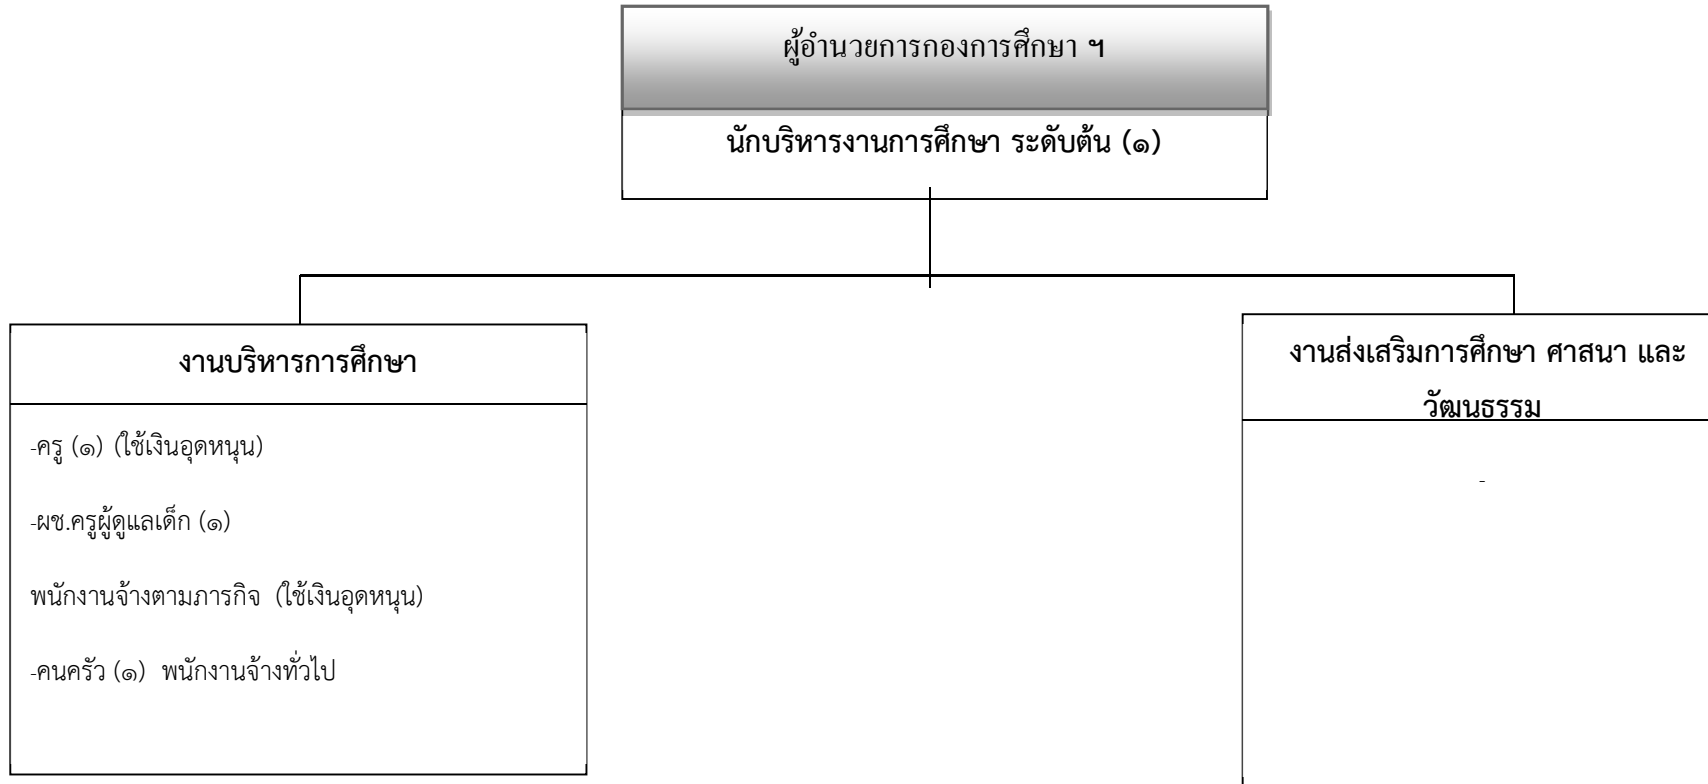 ผู้อำนวยการกองการศึกษา ฯ
นักบริหารงานการศึกษา ระดับต้น (๑)
งานบริหารการศึกษา
-ครู (๑) (ใช้เงินอุดหนุน)
-ผช.ครูผู้ดูแลเด็ก (๑)
พนักงานจ้างตามภารกิจ (ใช้เงินอุดหนุน)
-คนครัว (๑) พนักงานจ้างทั่วไป
งานส่งเสริมการศึกษา ศาสนา และ
วัฒนธรรม
-